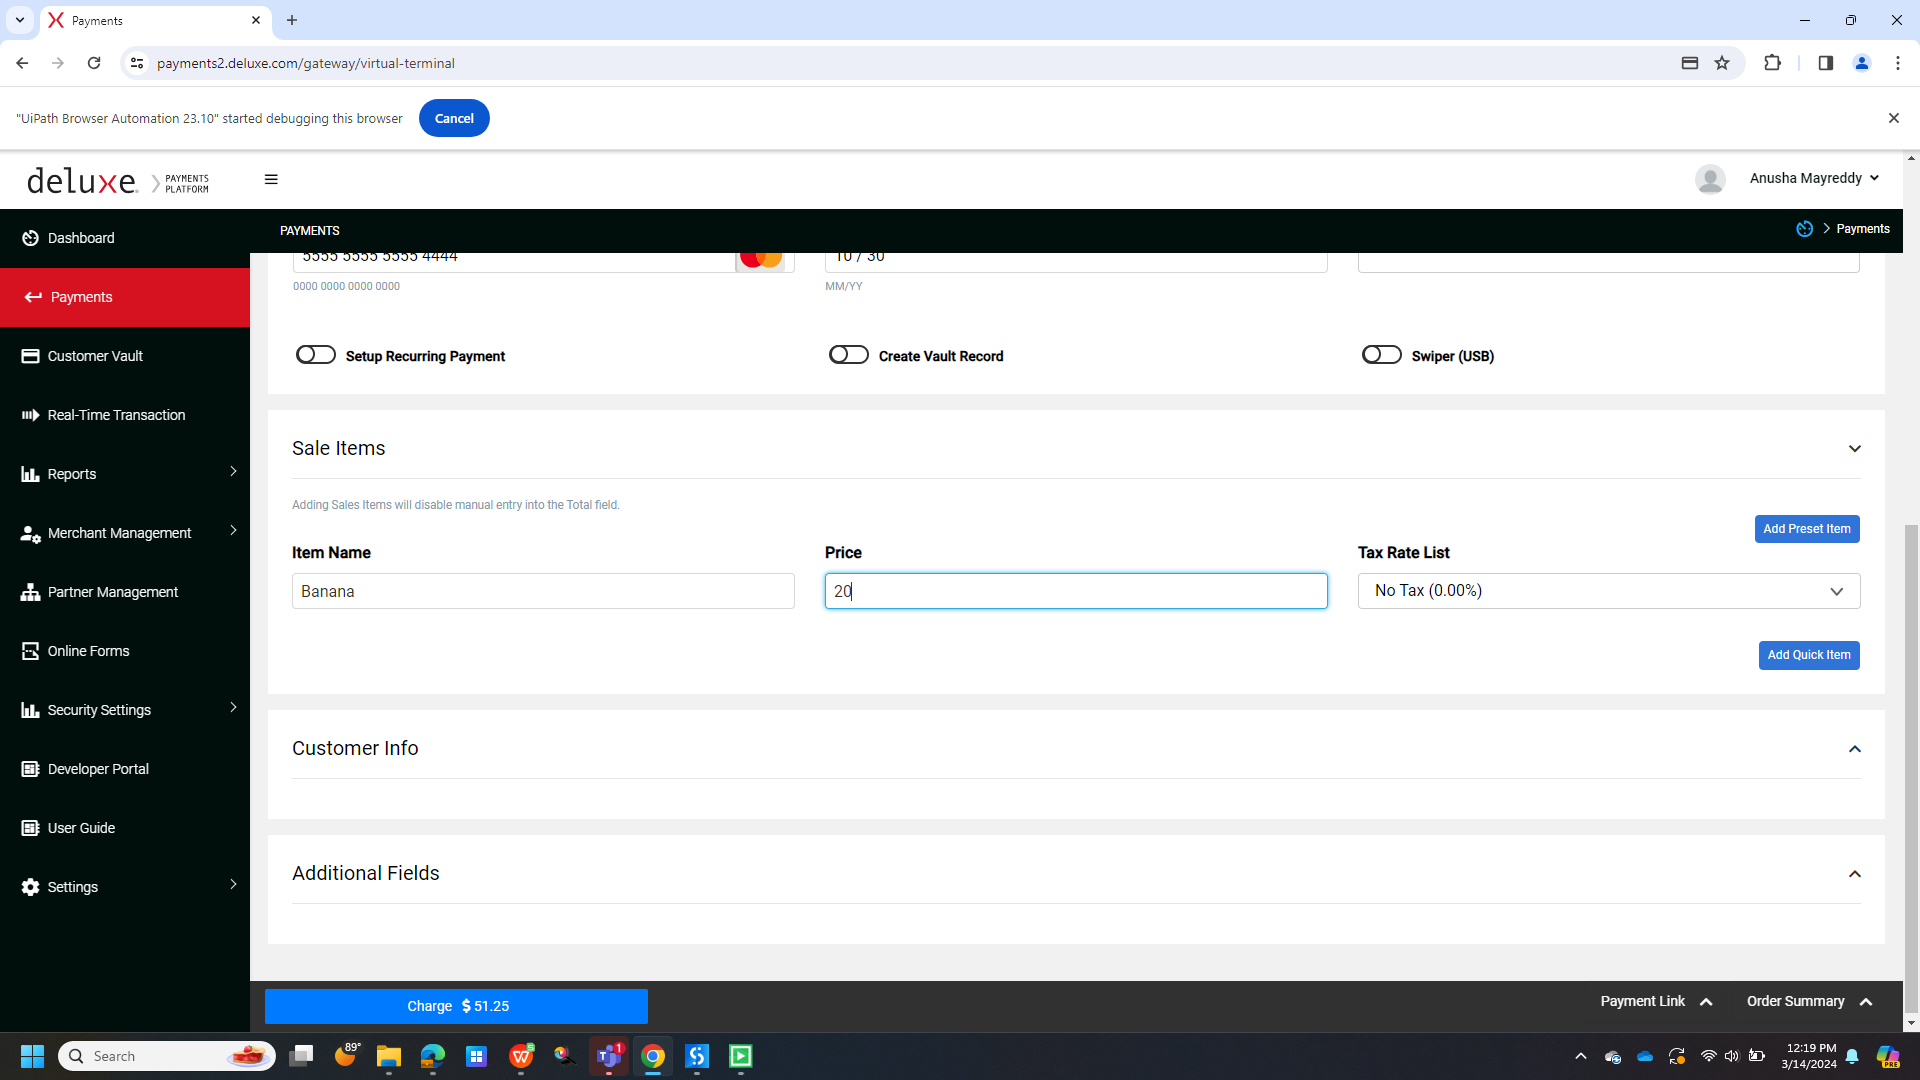 Payments
payments2.deluxe.com/gateway/virtual-terminal
"UiPath Browser Automation 23.10" started debugging this browser
Cancel
deluxe. PAYMENTS PLATFORM
Anusha Mayreddy
Dashboard
Payments
Customer Vault
Real-Time Transaction
Reports
Merchant Management
Partner Management
Online Forms
Security Settings
Developer Portal
User Guide
Settings
PAYMENTS
Payments
5555 5555 5555 4444
10 / 30
0000 0000 0000 0000
MM/YY
Setup Recurring Payment
Create Vault Record
Swiper (USB)
Sale Items
Adding Sales Items will disable manual entry into the Total field.
Add Preset Item
Item Name
Price
Tax Rate List
Banana
20
No Tax (0.00%)
Add Quick Item
Customer Info
Additional Fields
Charge $ 51.25
Payment Link
Order Summary
Search
89°
1
12:19 PM
3/14/2024
PRE